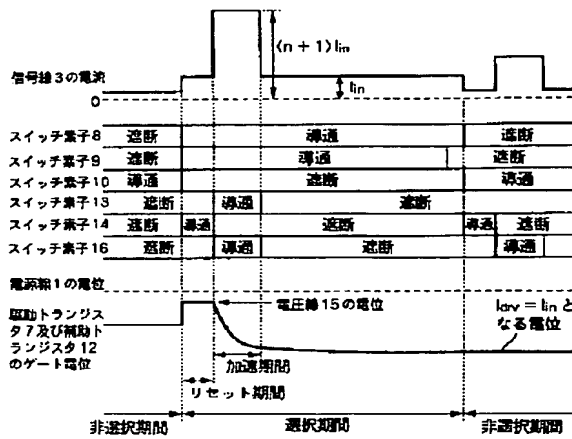 (n + 1) Iin
信号線3の電流
Iin
0
スイッチ素子8 遮断 導通 遮断
スイッチ素子9 遮断 導通 遮断
スイッチ素子10 導通 遮断 導通
スイッチ素子13 遮断 導通 遮断
スイッチ素子14 遮断 導通 遮断 導通 遮断
スイッチ素子16 遮断 導通 遮断 導通
電源線1の電位
電圧線15の電位
Idrv = Iin と
なる電位
駆動トランジス
タ7及び補助ト
ランジスタ12
のゲート電位
加速期間
リセット期間
非選択期間 選択期間 非選択期間